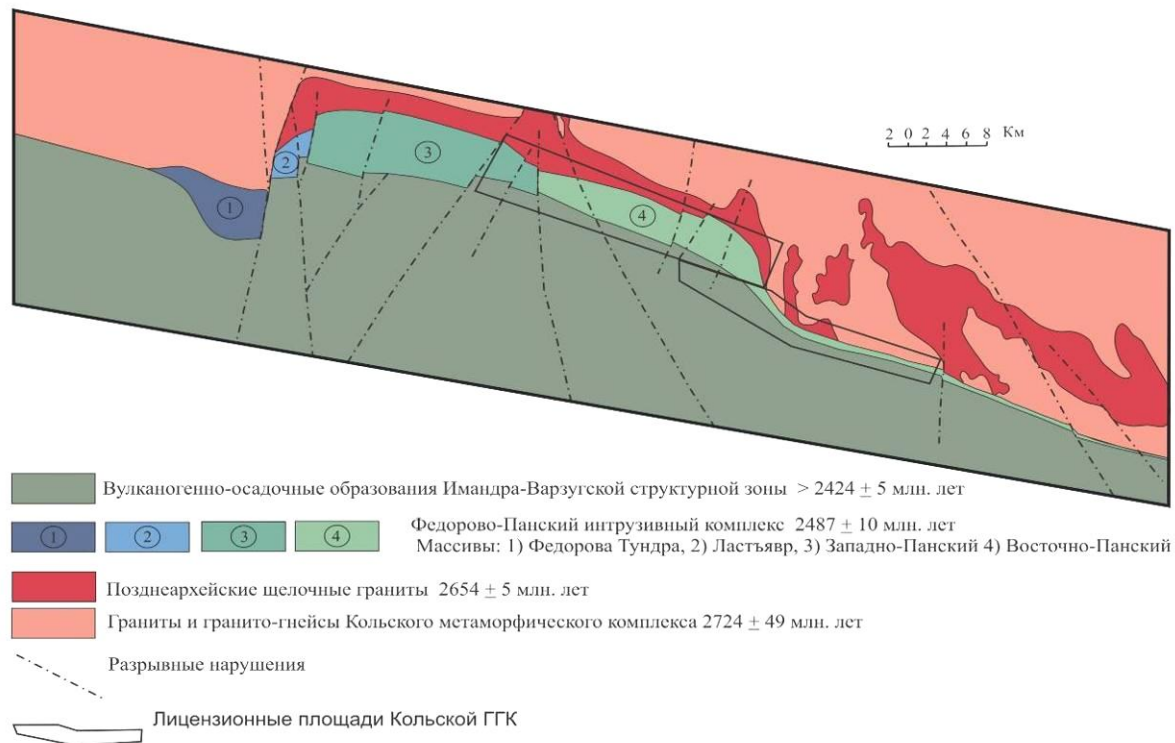 2 0 2 4 6 8 Км
1
2
3
4
Вулканогенно-осадочные образования Имандра-Варзугской структурной зоны > 2424 ± 5 млн. лет
1 2 3 4 Федорово-Панский интрузивный комплекс 2487 ± 10 млн. лет
Массивы: 1) Федорова Тундра, 2) Ластъявр, 3) Западно-Панский 4) Восточно-Панский
Позднеархейские щелочные граниты 2654 ± 5 млн. лет
Граниты и гранито-гнейсы Кольского метаморфического комплекса 2724 ± 49 млн. лет
Разрывные нарушения
Лицензионные площади Кольской ГГК